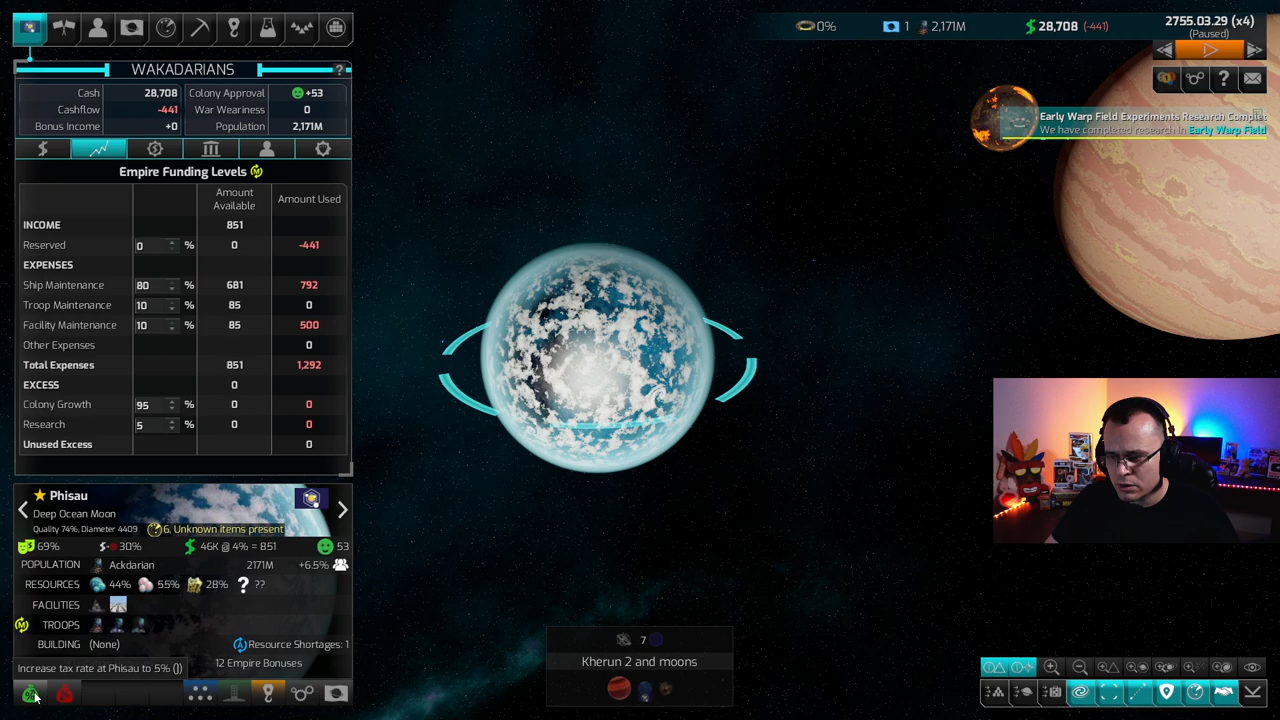 0%
1
2,171M
28,708 (-441)
2755.03.29 (x4)
(Paused)
WAKADARIANS
?
Cash 28,708
Colony Approval +53
Cashflow -441
War Weariness 0
Bonus Income +0
Population 2,171M
Empire Funding Levels
Amount Available
Amount Used
INCOME 851
Reserved 0 % 0 -441
EXPENSES
Ship Maintenance 80 % 681 792
Troop Maintenance 10 % 85 0
Facility Maintenance 10 % 85 500
Other Expenses 0
Total Expenses 851 1,292
EXCESS 0
Colony Growth 95 % 0 0
Research 5 % 0 0
Unused Excess 0
Early Warp Field Experiments Research Complet
We have completed research in Early Warp Field
Phisau
Deep Ocean Moon
Quality 74%, Diameter 4409
6, Unknown items present
69% 30% 46K @ 4% = 851 53
POPULATION Ackdarian 2171M +6.5%
RESOURCES 44% 55% 28% ? ??
FACILITIES
TROOPS
BUILDING (None) Resource Shortages: 1
Increase tax rate at Phisau to 5% (])
12 Empire Bonuses
7
Kherun 2 and moons